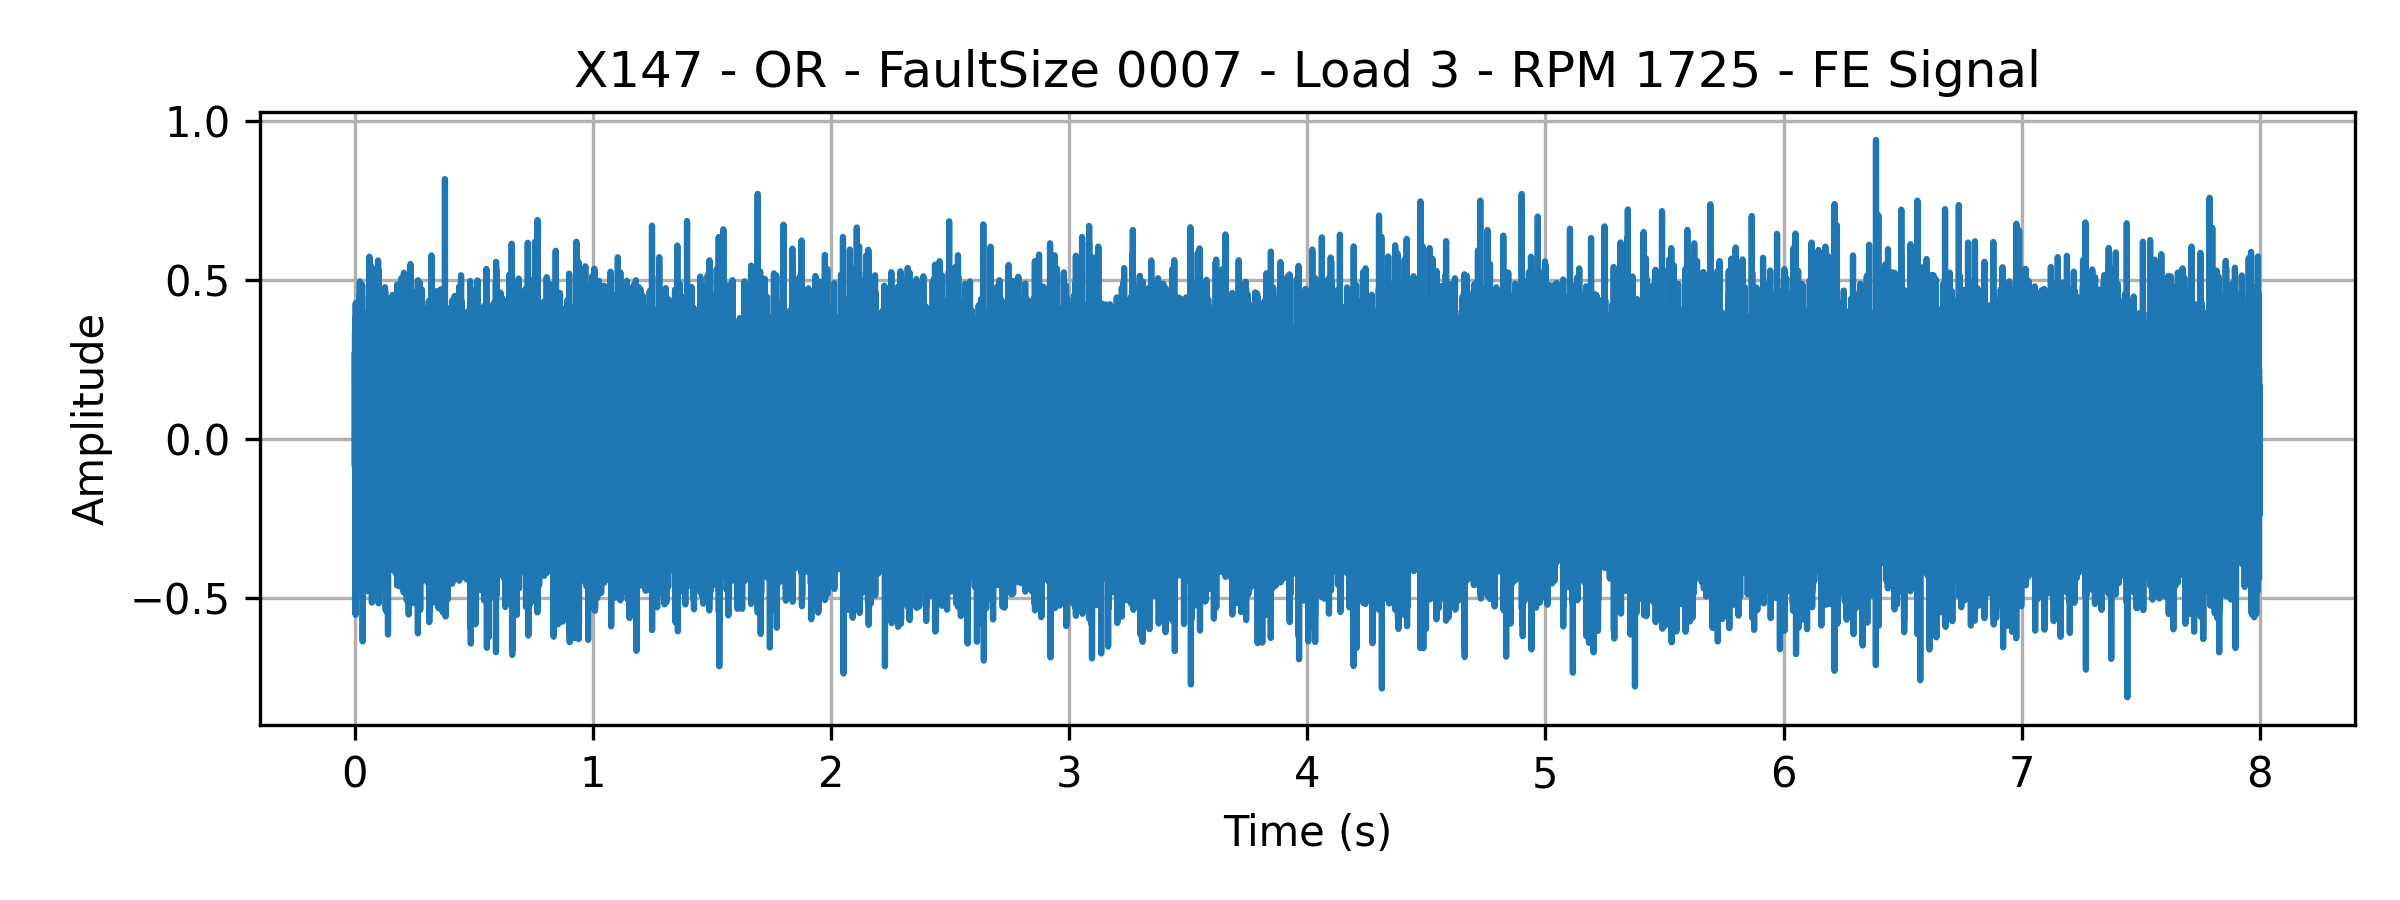 X147 - OR - FaultSize 0007 - Load 3 - RPM 1725 - FE Signal
1.0
0.5
0.0
−0.5
Amplitude
0 1 2 3 4 5 6 7 8
Time (s)